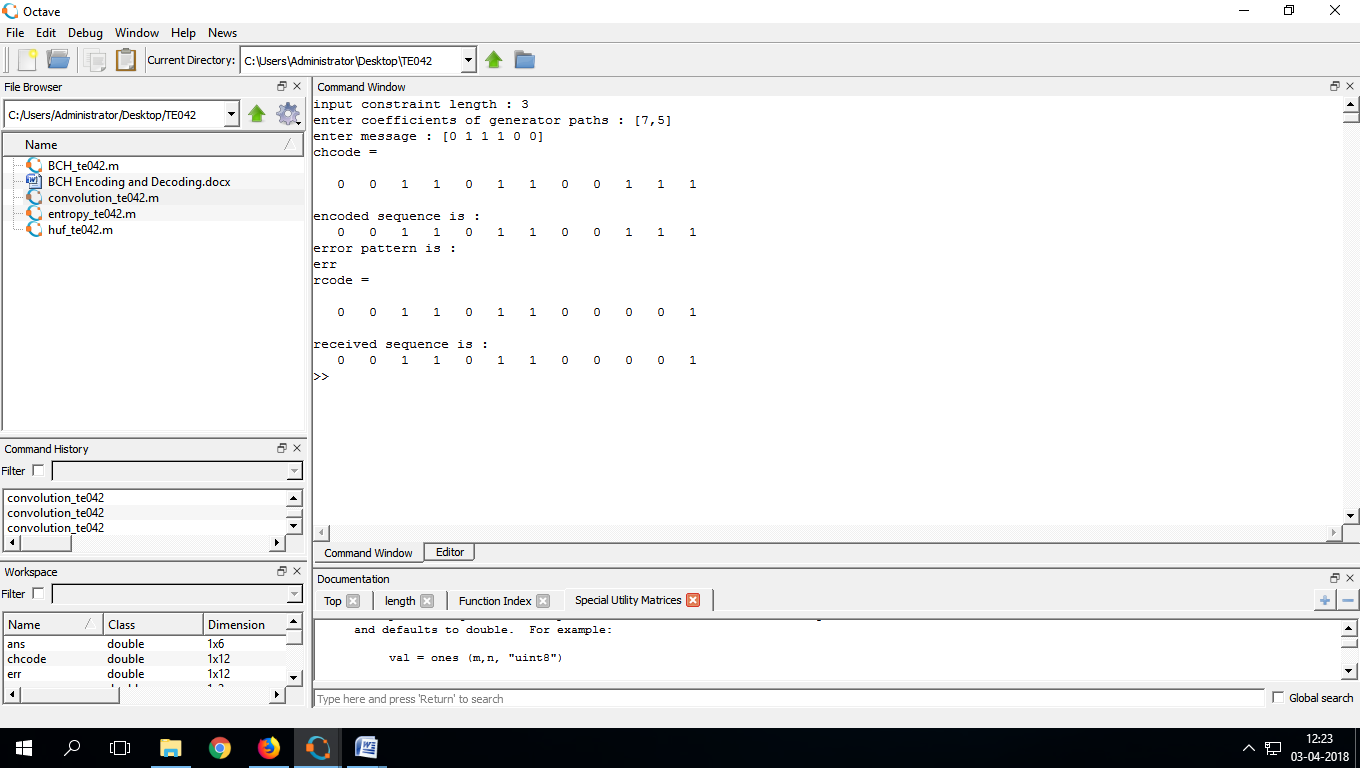 Octave
File Edit Debug Window Help News
Current Directory: C:\Users\Administrator\Desktop\TE042
File Browser
C:/Users/Administrator/Desktop/TE042
Name
BCH_te042.m
BCH Encoding and Decoding.docx
convolution_te042.m
entropy_te042.m
huf_te042.m
Command History
Filter
convolution_te042
convolution_te042
convolution_te042
Workspace
Filter
Name Class Dimension
ans double 1x6
chcode double 1x12
err double 1x12
Command Window
input constraint length : 3
enter coefficients of generator paths : [7,5]
enter message : [0 1 1 1 0 0]
chcode =
0 0 1 1 0 1 1 0 0 1 1 1
encoded sequence is :
0 0 1 1 0 1 1 0 0 1 1 1
error pattern is :
err
rcode =
0 0 1 1 0 1 1 0 0 0 0 1
received sequence is :
0 0 1 1 0 1 1 0 0 0 0 1
>>
Command Window Editor
Documentation
Top length Function Index Special Utility Matrices
and defaults to double. For example:
val = ones (m,n, "uint8")
Type here and press 'Return' to search
Global search
12:23
03-04-2018